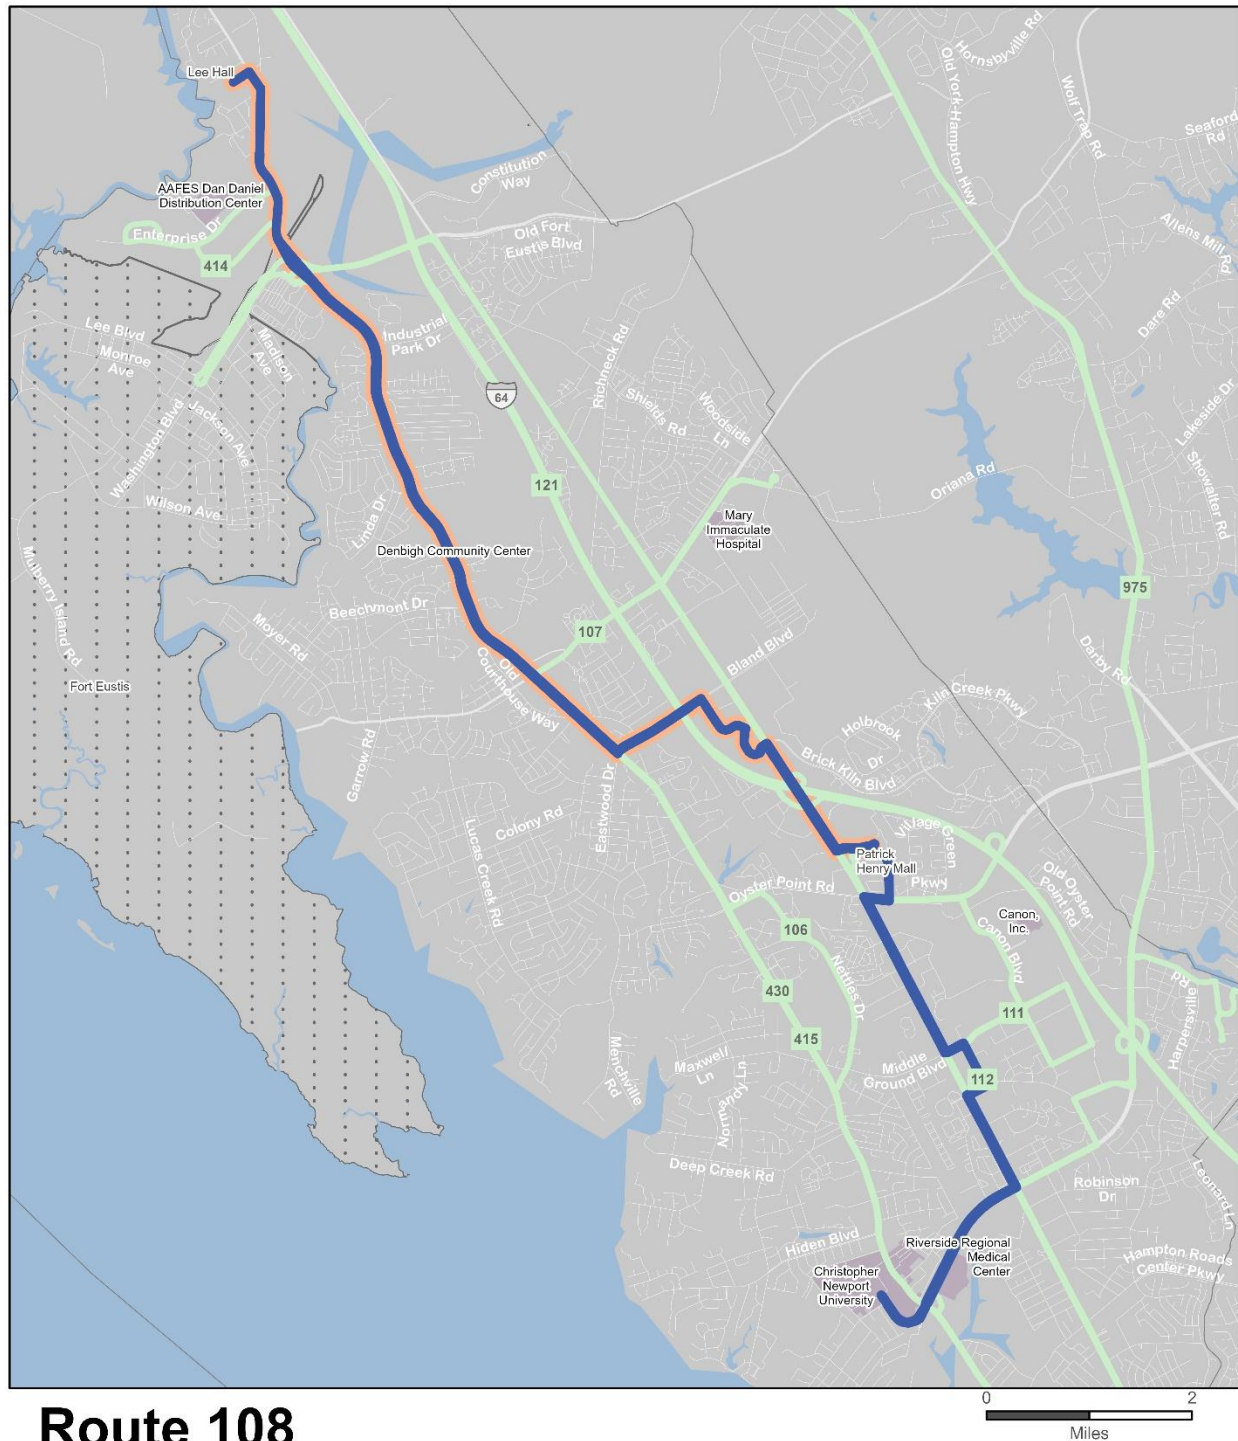 Hornsbyville Rd
Old York-Hampton Hwy
Wolf Trap Rd
Seaford
Rd
Lee Hall
Constitution
Way
AAFES Dan Daniel
Distribution Center
Enterprise Dr
414
Old Fort
Eustis Blvd
Allens Mill Rd
Dare Rd
Lee Blvd
Monroe
Ave
Madison
Ave
Industrial
Park Dr
Richneck Rd
64
Shields Rd
Woodside
Ln
Lakeside Dr
Showalter Rd
Jackson Ave
Washington Blvd
Wilson Ave
121
Oriana Rd
Linda Dr
Mary
Immaculate
Hospital
Denbigh Community Center
Mulberry Island Rd
975
Beechmont Dr
Moyer Rd
107
Bland Blvd
Darby Rd
Old
Courthouse Way
Fort Eustis
Kiln Creek Pkwy
Holbrook
Dr
Garrow Rd
Brick Kiln Blvd
Eastwood Dr
Colony Rd
Lucas Creek Rd
Village Green
Pkwy
Patrick
Henry Mall
Oyster Point Rd
Old Oyster
Point Rd
Canon,
Inc.
Canon Blvd
106
Nettles Dr
430
Harpersville
Rd
111
415
Menchville
Rd
Maxwell
Ln
Normandy Ln
Middle
Ground Blvd
112
Deep Creek Rd
Robinson
Dr
Leonard Ln
Hiden Blvd
Riverside Regional
Medical
Center
Hampton Roads
Center Pkwy
Christopher
Newport
University
0 2
Miles
Route 108